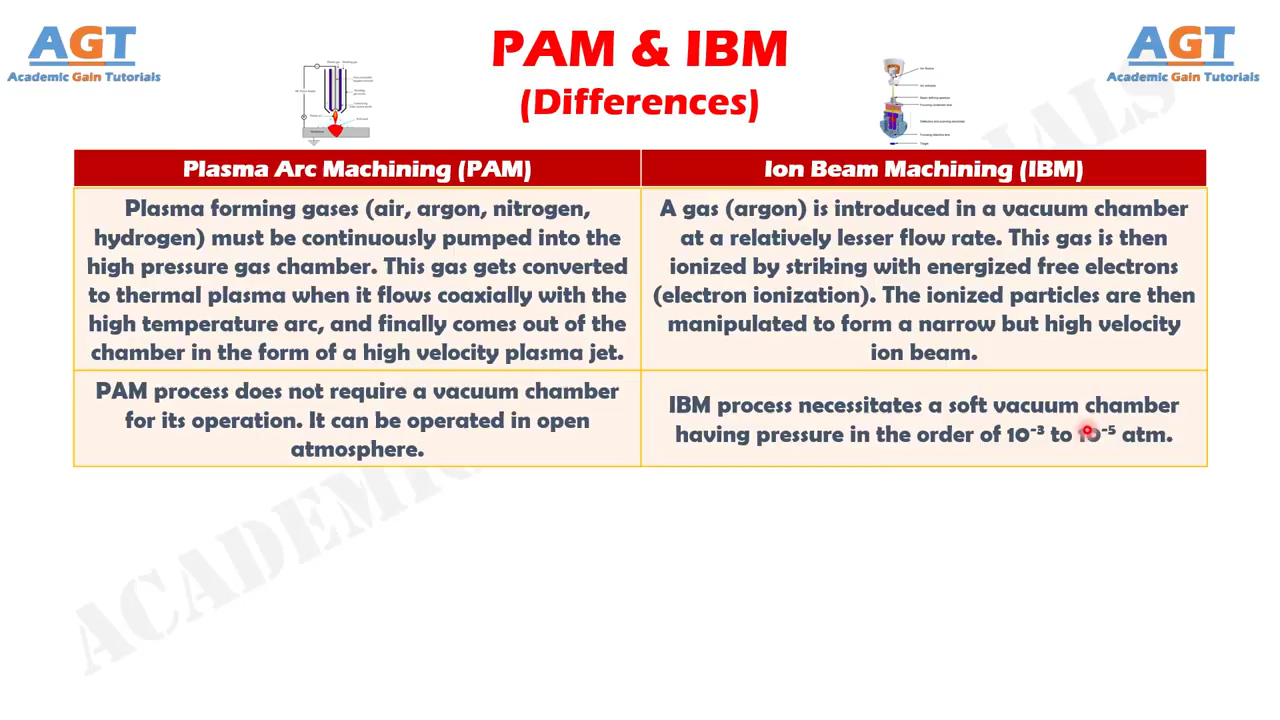 AGT
Academic Gain Tutorials
PAM & IBM
(Differences)
AGT
Academic Gain Tutorials
Plasma Arc Machining (PAM)
Ion Beam Machining (IBM)
Plasma forming gases (air, argon, nitrogen,
hydrogen) must be continuously pumped into the
high pressure gas chamber. This gas gets converted
to thermal plasma when it flows coaxially with the
high temperature arc, and finally comes out of the
chamber in the form of a high velocity plasma jet.
A gas (argon) is introduced in a vacuum chamber
at a relatively lesser flow rate. This gas is then
ionized by striking with energized free electrons
(electron ionization). The ionized particles are then
manipulated to form a narrow but high velocity
ion beam.
PAM process does not require a vacuum chamber
for its operation. It can be operated in open
atmosphere.
IBM process necessitates a soft vacuum chamber
having pressure in the order of 10⁻³ to 10⁻⁵ atm.